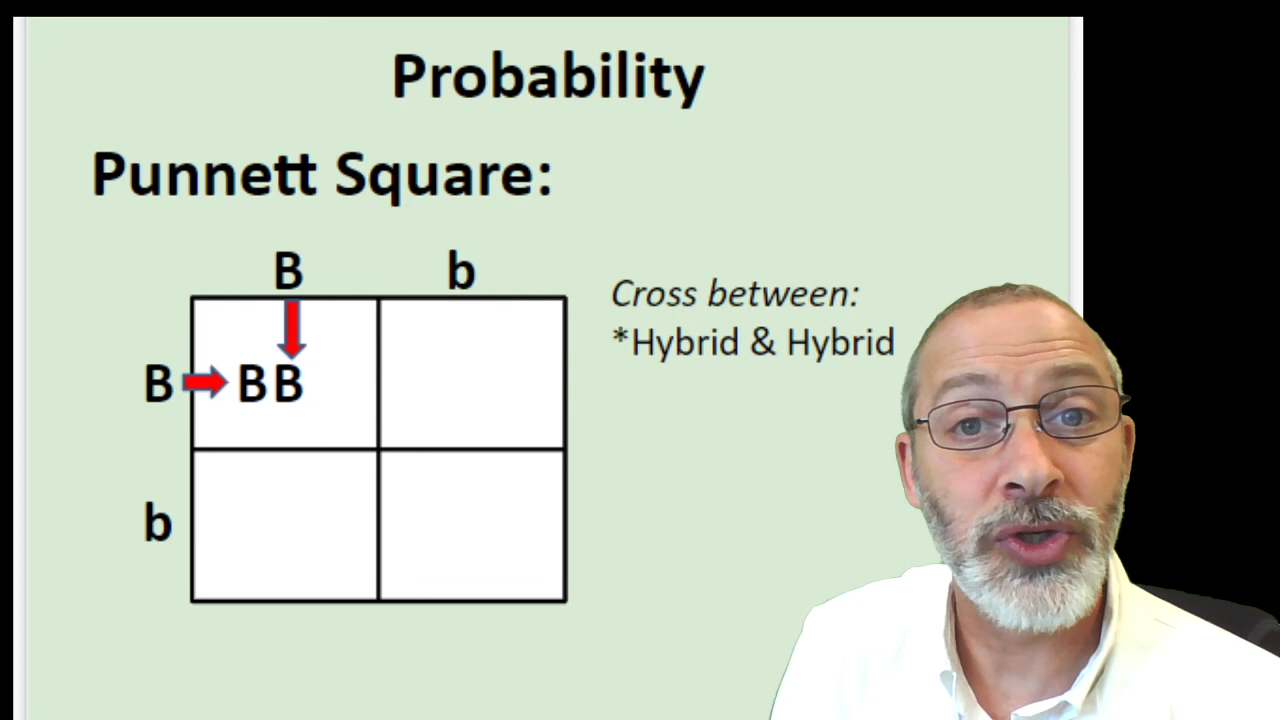 Probability
Punnett Square:
B b
Cross between:
*Hybrid & Hybrid
B BB
b